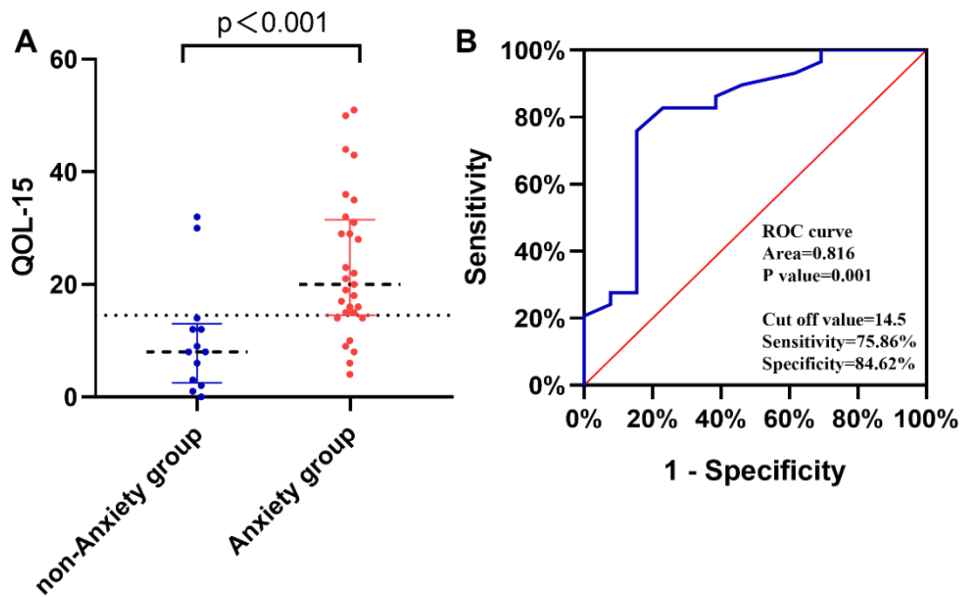 A
p＜0.001
60
40
20
0
QOL-15
non-Anxiety group
Anxiety group
B
100%
80%
60%
40%
20%
0%
Sensitivity
ROC curve
Area=0.816
P value=0.001
Cut off value=14.5
Sensitivity=75.86%
Specificity=84.62%
0% 20% 40% 60% 80% 100%
1 - Specificity